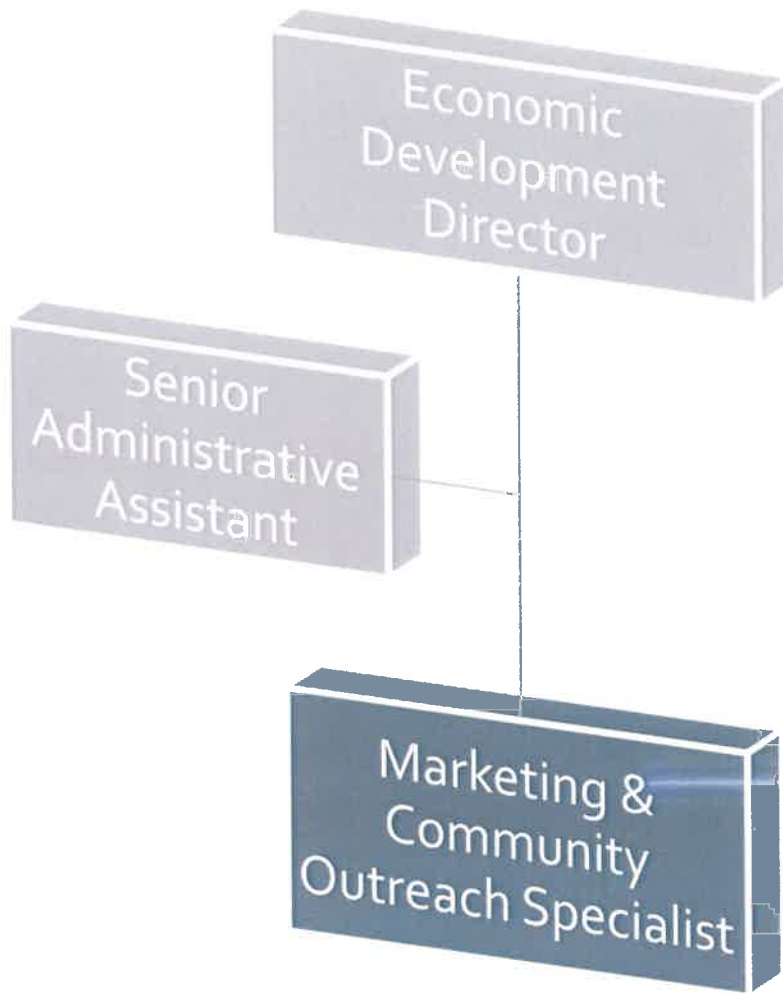 Economic
Development
Director
Senior
Administrative
Assistant
Marketing &
Community
Outreach Specialist